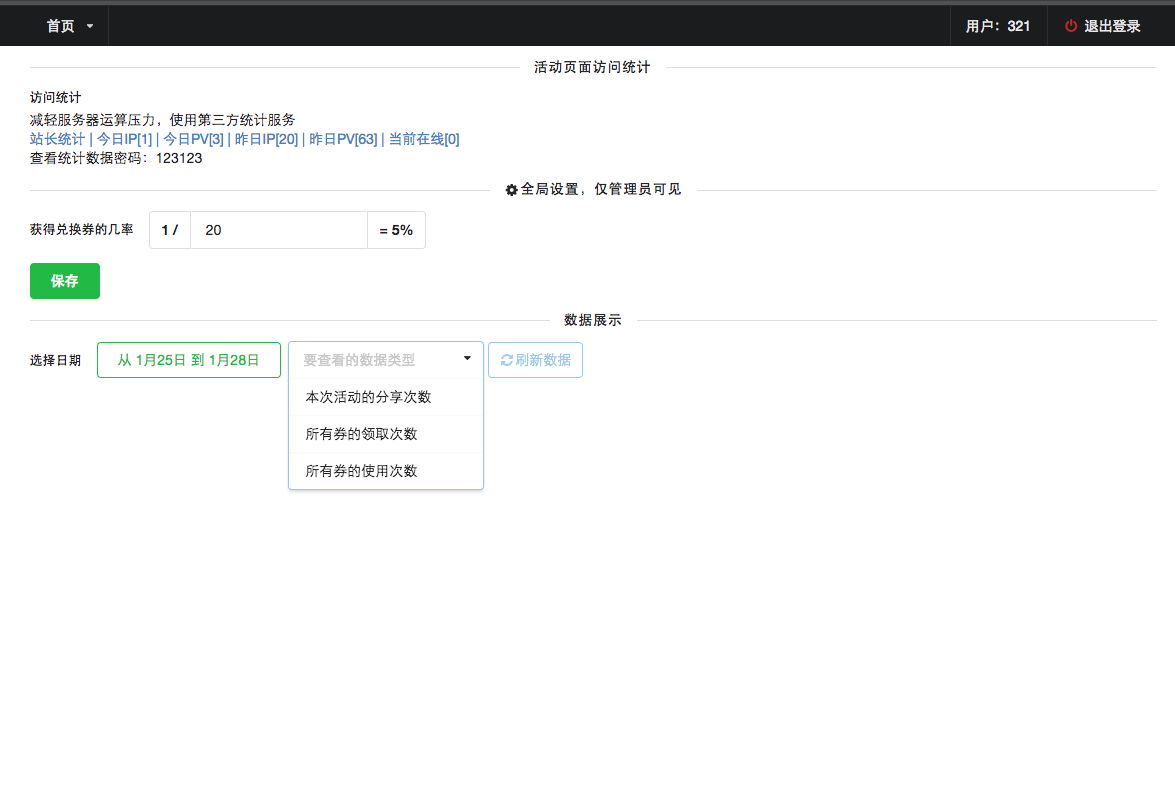 首页 用户：321 退出登录
活动页面访问统计
访问统计
减轻服务器运算压力，使用第三方统计服务
站长统计 | 今日IP[1] | 今日PV[3] | 昨日IP[20] | 昨日PV[63] | 当前在线[0]
查看统计数据密码：123123
全局设置，仅管理员可见
获得兑换券的几率 1 / 20 = 5%
保存
数据展示
选择日期 从 1月25日 到 1月28日 要查看的数据类型 刷新数据
本次活动的分享次数
所有券的领取次数
所有券的使用次数